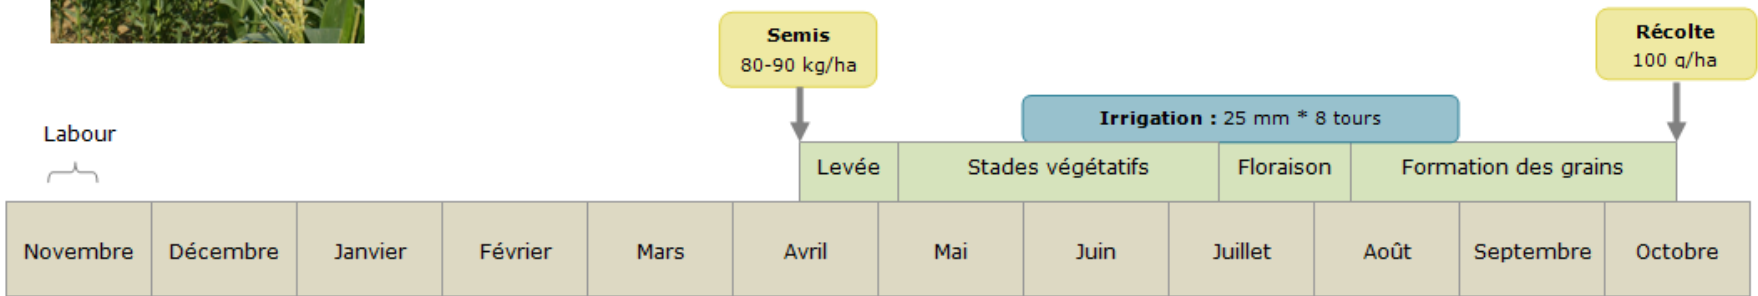 Semis
80-90 kg/ha
Récolte
100 q/ha
Irrigation : 25 mm * 8 tours
Labour
Levée
Stades végétatifs
Floraison
Formation des grains
Novembre
Décembre
Janvier
Février
Mars
Avril
Mai
Juin
Juillet
Août
Septembre
Octobre